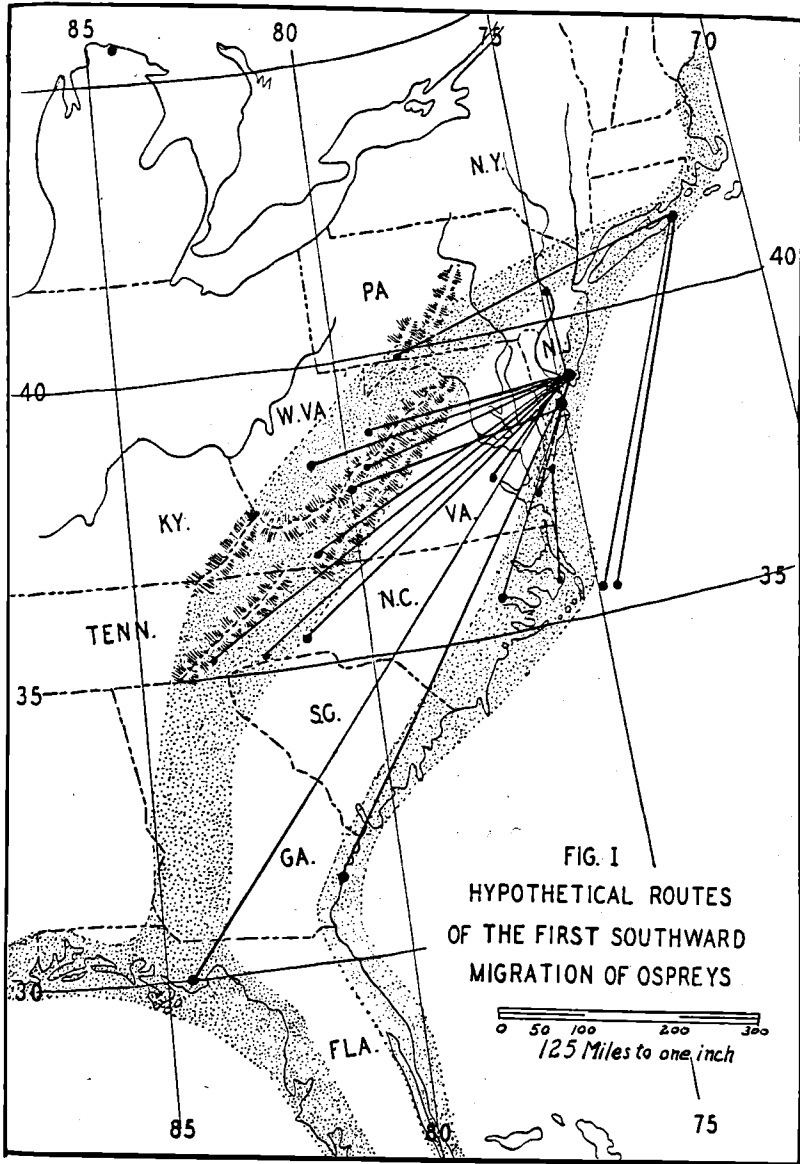 85
80
75
70
N.Y.
40
PA
N.J.
40
W.VA.
KY.
VA.
35
TENN.
N.C.
35
S.C.
GA.
FIG. I
HYPOTHETICAL ROUTES
OF THE FIRST SOUTHWARD
MIGRATION OF OSPREYS
30
0 50 100 200 300
125 Miles to one inch
FLA.
85
80
75